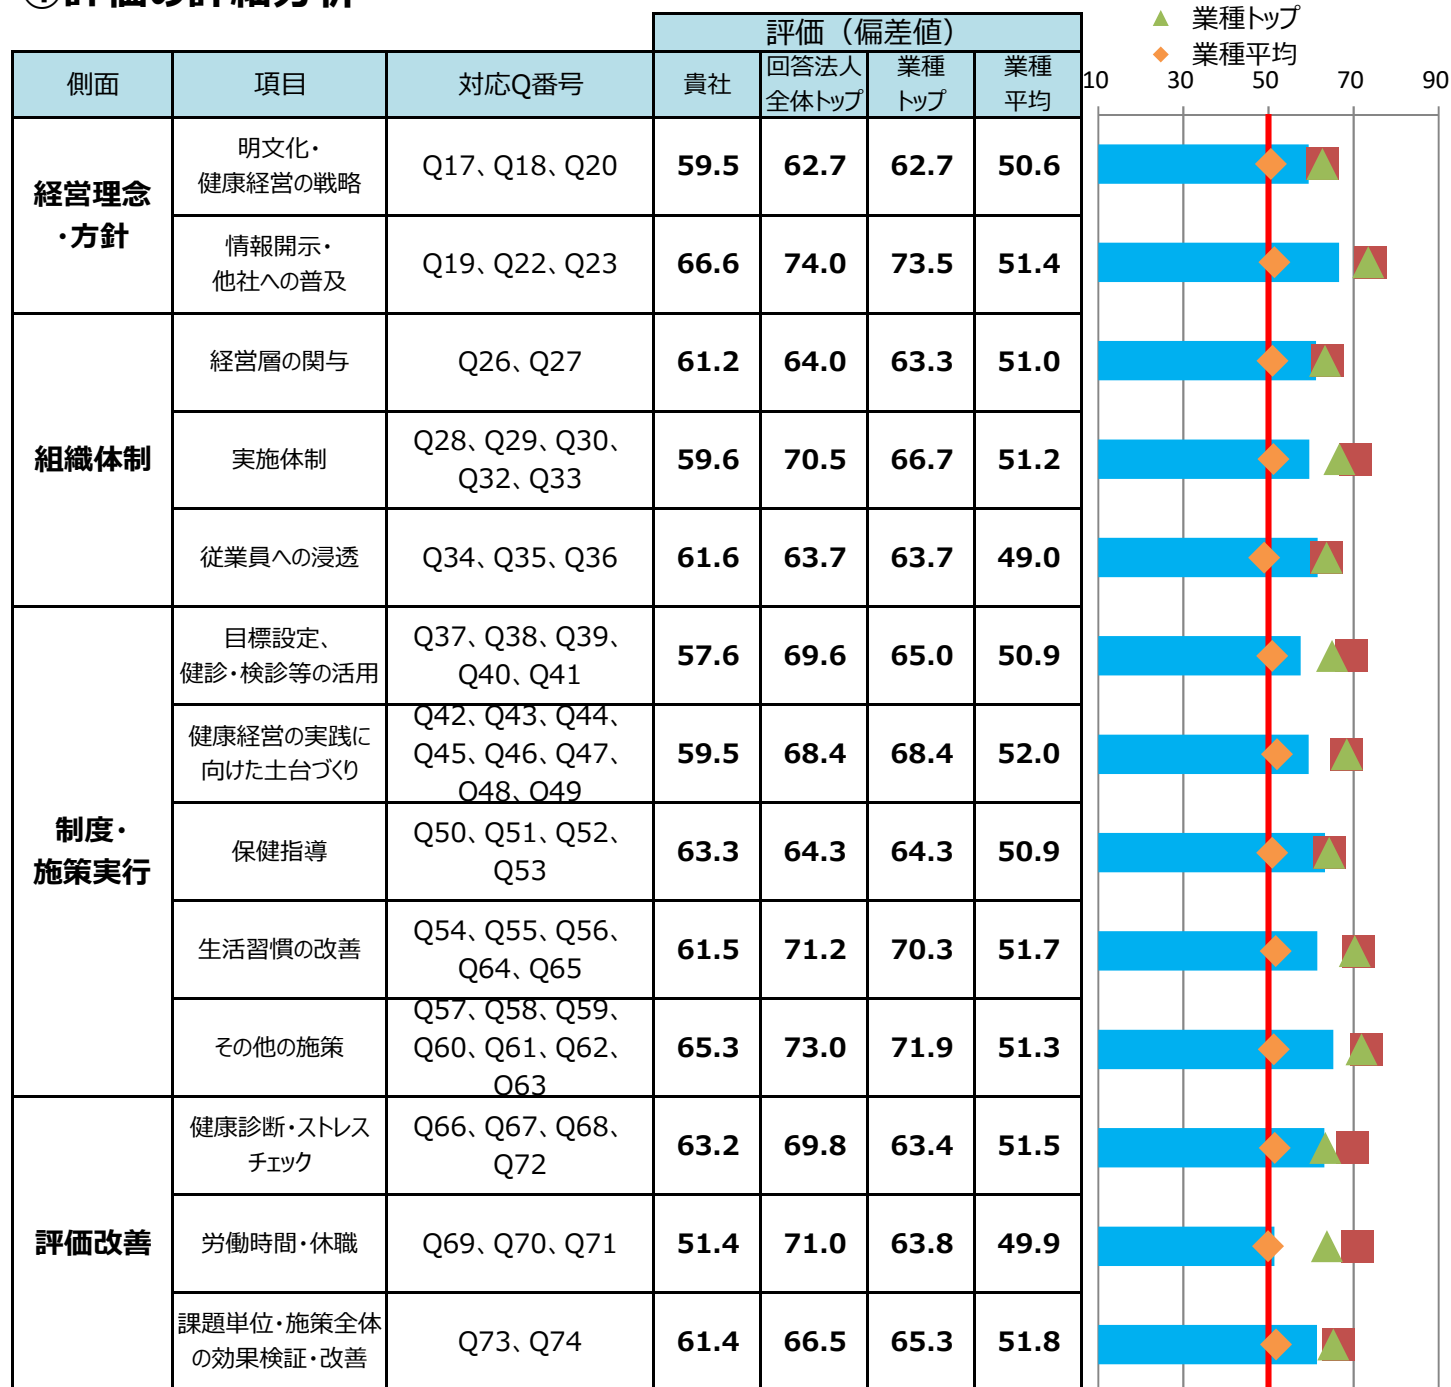 ①評価の詳細分析
▲ 業種トップ
◆ 業種平均
評価（偏差値）
側面 項目 対応Q番号 貴社 回答法人全体トップ 業種トップ 業種平均
10 30 50 70 90
経営理念・方針
明文化・健康経営の戦略 Q17、Q18、Q20 59.5 62.7 62.7 50.6
情報開示・他社への普及 Q19、Q22、Q23 66.6 74.0 73.5 51.4
組織体制
経営層の関与 Q26、Q27 61.2 64.0 63.3 51.0
実施体制 Q28、Q29、Q30、Q32、Q33 59.6 70.5 66.7 51.2
従業員への浸透 Q34、Q35、Q36 61.6 63.7 63.7 49.0
制度・施策実行
目標設定、健診・検診等の活用 Q37、Q38、Q39、Q40、Q41 57.6 69.6 65.0 50.9
健康経営の実践に向けた土台づくり Q42、Q43、Q44、Q45、Q46、Q47、Q48、Q49 59.5 68.4 68.4 52.0
保健指導 Q50、Q51、Q52、Q53 63.3 64.3 64.3 50.9
生活習慣の改善 Q54、Q55、Q56、Q64、Q65 61.5 71.2 70.3 51.7
その他の施策 Q57、Q58、Q59、Q60、Q61、Q62、Q63 65.3 73.0 71.9 51.3
評価改善
健康診断・ストレスチェック Q66、Q67、Q68、Q72 63.2 69.8 63.4 51.5
労働時間・休職 Q69、Q70、Q71 51.4 71.0 63.8 49.9
課題単位・施策全体の効果検証・改善 Q73、Q74 61.4 66.5 65.3 51.8